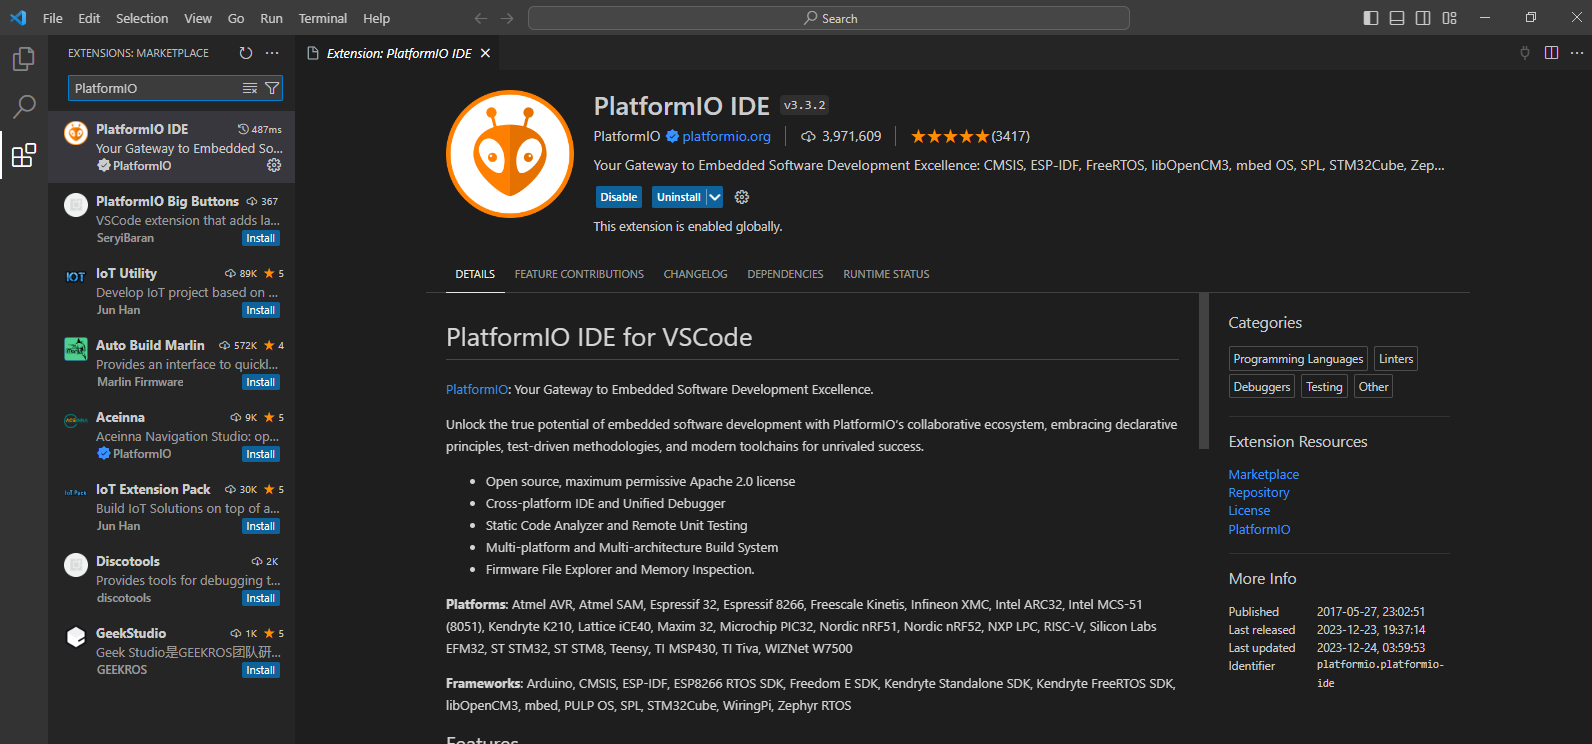 File Edit Selection View Go Run Terminal Help
Search
EXTENSIONS: MARKETPLACE
PlatformIO
PlatformIO IDE 487ms
Your Gateway to Embedded So...
PlatformIO
PlatformIO Big Buttons 367
VSCode extension that adds la...
SeryiBaran Install
IoT Utility 89K 5
Develop IoT project based on ...
Jun Han Install
Auto Build Marlin 572K 4
Provides an interface to quickl...
Marlin Firmware Install
Aceinna 9K 5
Aceinna Navigation Studio: op...
PlatformIO Install
IoT Extension Pack 30K 5
Build IoT Solutions on top of a...
Jun Han Install
Discotools 2K
Provides tools for debugging t...
discotools Install
GeekStudio 1K 5
Geek Studio是GEEKROS团队研...
GEEKROS Install
IOT
IoT Pack
Extension: PlatformIO IDE
PlatformIO IDE v3.3.2
PlatformIO platformio.org 3,971,609 (3417)
Your Gateway to Embedded Software Development Excellence: CMSIS, ESP-IDF, FreeRTOS, libOpenCM3, mbed OS, SPL, STM32Cube, Zep...
Disable Uninstall
This extension is enabled globally.
DETAILS FEATURE CONTRIBUTIONS CHANGELOG DEPENDENCIES RUNTIME STATUS
PlatformIO IDE for VSCode
PlatformIO: Your Gateway to Embedded Software Development Excellence.
Unlock the true potential of embedded software development with PlatformIO's collaborative ecosystem, embracing declarative
principles, test-driven methodologies, and modern toolchains for unrivaled success.
• Open source, maximum permissive Apache 2.0 license
• Cross-platform IDE and Unified Debugger
• Static Code Analyzer and Remote Unit Testing
• Multi-platform and Multi-architecture Build System
• Firmware File Explorer and Memory Inspection.
Platforms: Atmel AVR, Atmel SAM, Espressif 32, Espressif 8266, Freescale Kinetis, Infineon XMC, Intel ARC32, Intel MCS-51
(8051), Kendryte K210, Lattice iCE40, Maxim 32, Microchip PIC32, Nordic nRF51, Nordic nRF52, NXP LPC, RISC-V, Silicon Labs
EFM32, ST STM32, ST STM8, Teensy, TI MSP430, TI Tiva, WIZNet W7500
Frameworks: Arduino, CMSIS, ESP-IDF, ESP8266 RTOS SDK, Freedom E SDK, Kendryte Standalone SDK, Kendryte FreeRTOS SDK,
libOpenCM3, mbed, PULP OS, SPL, STM32Cube, WiringPi, Zephyr RTOS
Features
Categories
Programming Languages Linters
Debuggers Testing Other
Extension Resources
Marketplace
Repository
License
PlatformIO
More Info
Published 2017-05-27, 23:02:51
Last released 2023-12-23, 19:37:14
Last updated 2023-12-24, 03:59:53
Identifier platformio.platformio-
ide